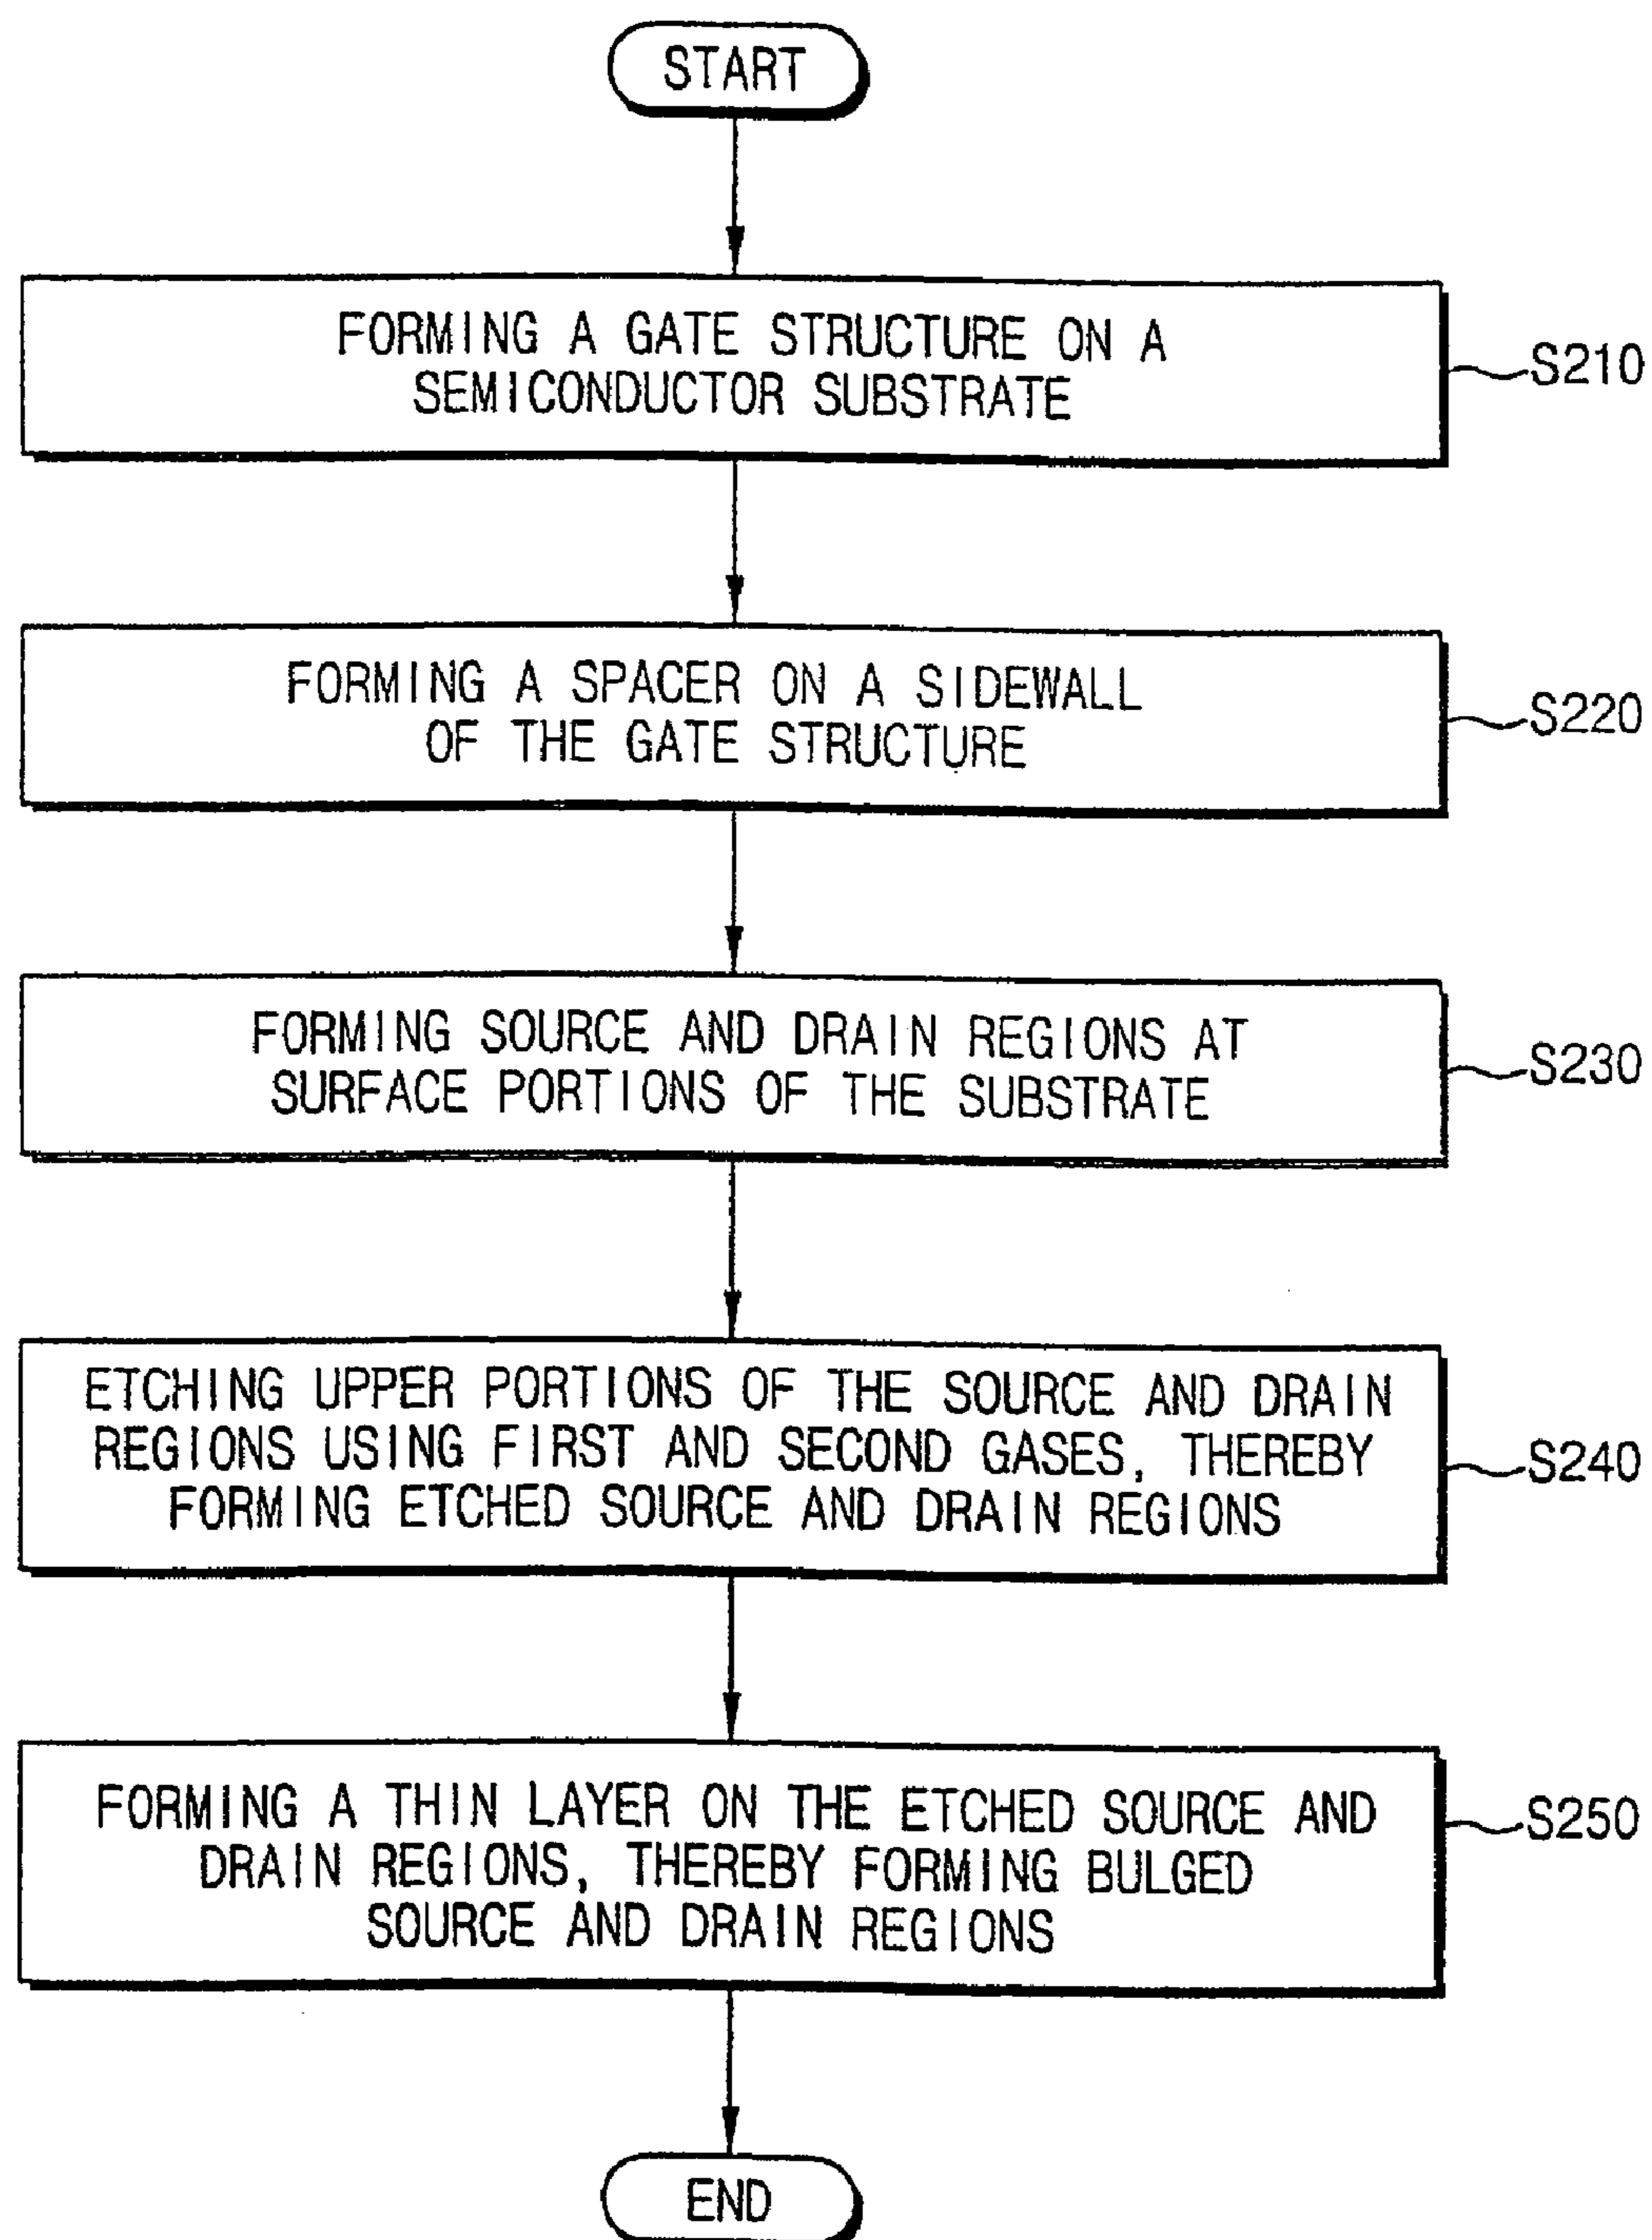 START
FORMING A GATE STRUCTURE ON A
SEMICONDUCTOR SUBSTRATE
S210
FORMING A SPACER ON A SIDEWALL
OF THE GATE STRUCTURE
S220
FORMING SOURCE AND DRAIN REGIONS AT
SURFACE PORTIONS OF THE SUBSTRATE
S230
ETCHING UPPER PORTIONS OF THE SOURCE AND DRAIN
REGIONS USING FIRST AND SECOND GASES, THEREBY
FORMING ETCHED SOURCE AND DRAIN REGIONS
S240
FORMING A THIN LAYER ON THE ETCHED SOURCE AND
DRAIN REGIONS, THEREBY FORMING BULGED
SOURCE AND DRAIN REGIONS
S250
END